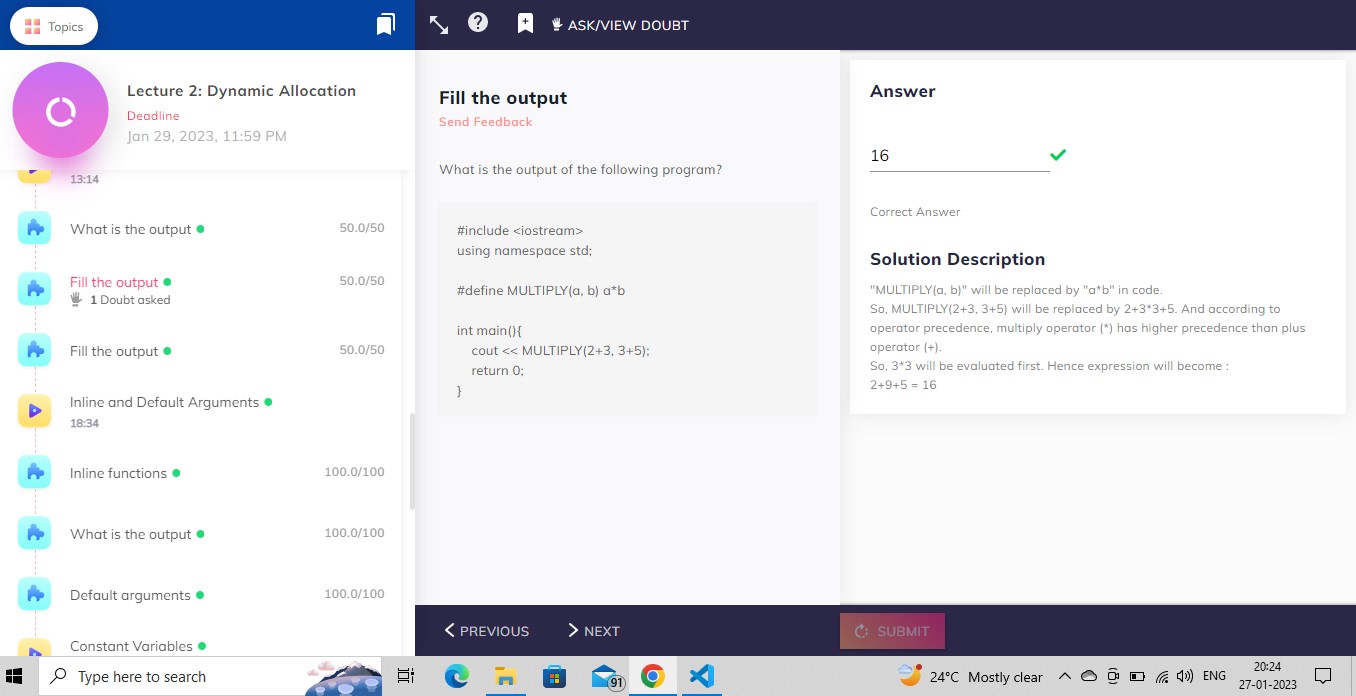 Topics
ASK/VIEW DOUBT
Lecture 2: Dynamic Allocation
Deadline
Jan 29, 2023, 11:59 PM
13:14
What is the output
50.0/50
Fill the output
50.0/50
1 Doubt asked
Fill the output
50.0/50
Inline and Default Arguments
18:34
Inline functions
100.0/100
What is the output
100.0/100
Default arguments
100.0/100
Constant Variables
Fill the output
Send Feedback
What is the output of the following program?
#include <iostream>
using namespace std;
#define MULTIPLY(a, b) a*b
int main(){
cout << MULTIPLY(2+3, 3+5);
return 0;
}
PREVIOUS
NEXT
Answer
16
Correct Answer
Solution Description
"MULTIPLY(a, b)" will be replaced by "a*b" in code.
So, MULTIPLY(2+3, 3+5) will be replaced by 2+3*3+5. And according to
operator precedence, multiply operator (*) has higher precedence than plus
operator (+).
So, 3*3 will be evaluated first. Hence expression will become :
2+9+5 = 16
SUBMIT
Type here to search
91
24°C Mostly clear
ENG
20:24
27-01-2023